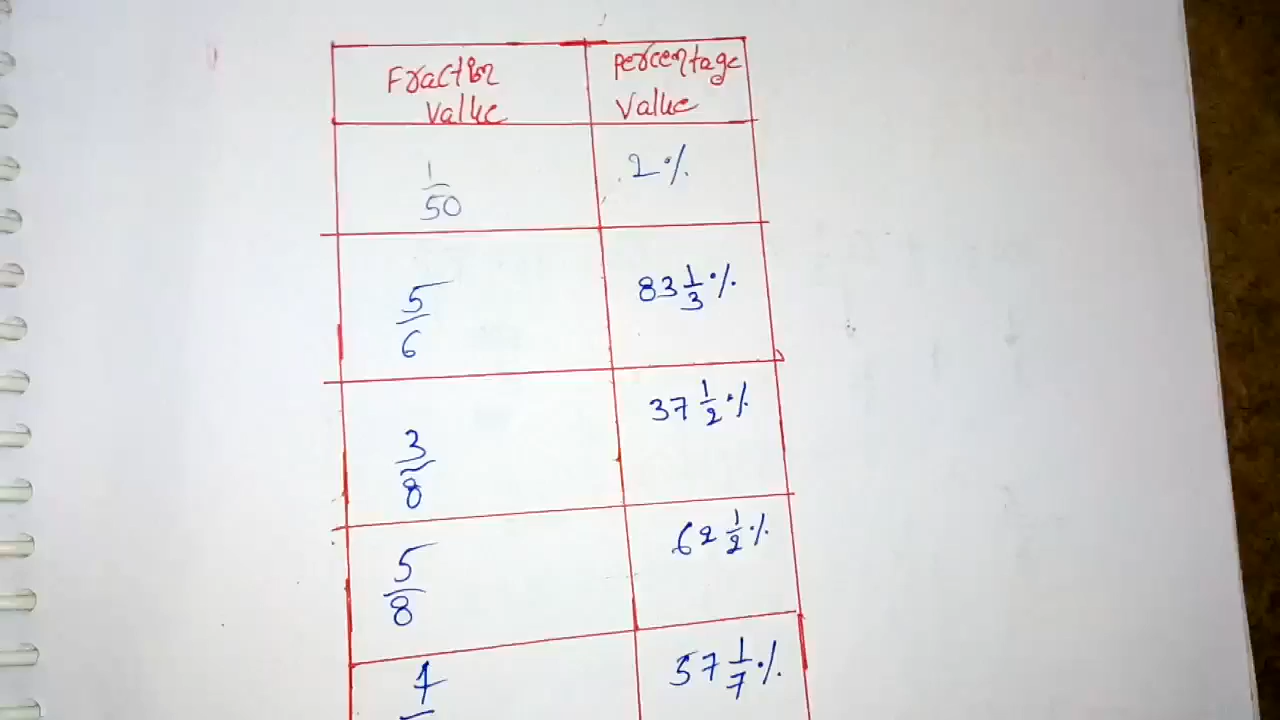 Fraction Value | Percentage Value
1/50 | 2%
5/6 | 83 1/3 %
3/8 | 37 1/2 %
5/8 | 62 1/2 %
57 1/7 %